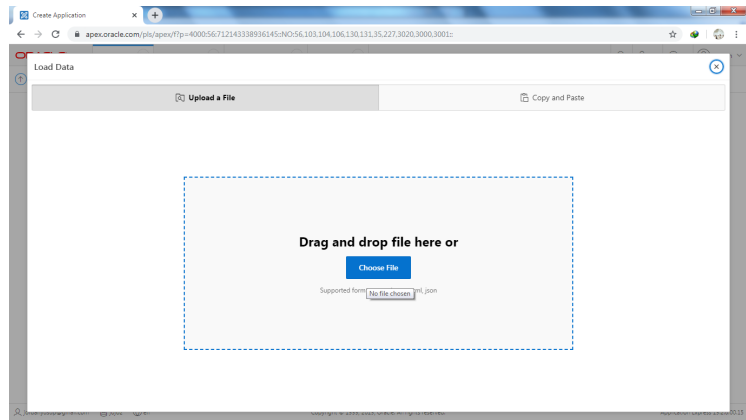 Create Application
apex.oracle.com/pls/apex/f?p=4000:56:712143338936145::NO:56,103,104,106,130,131,35,227,3020,3000,3001::
Load Data
Upload a File
Copy and Paste
Drag and drop file here or
Choose File
Supported form
ml, json
No file chosen